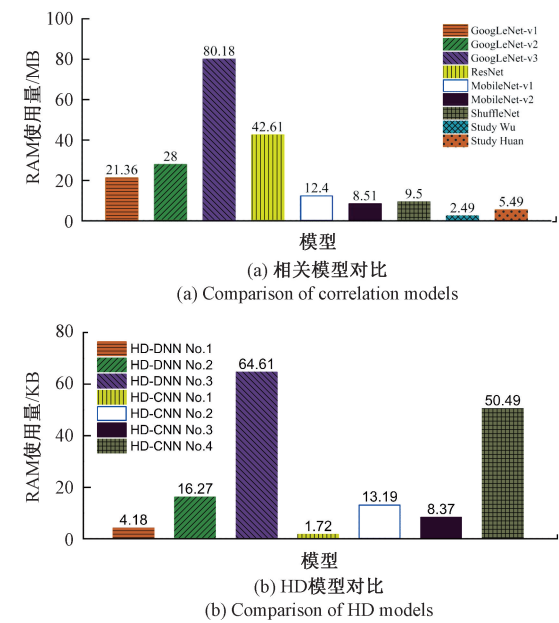 100
80
60
40
20
0
RAM使用量/MB
21.36
28
80.18
42.61
12.4
8.51
9.5
2.49
5.49
GoogLeNet-v1
GoogLeNet-v2
GoogLeNet-v3
ResNet
MobileNet-v1
MobileNet-v2
ShuffleNet
Study Wu
Study Huan
模型
(a) 相关模型对比
(a) Comparison of correlation models
80
60
40
20
0
RAM使用量/KB
HD-DNN No.1
HD-DNN No.2
HD-DNN No.3
HD-CNN No.1
HD-CNN No.2
HD-CNN No.3
HD-CNN No.4
4.18
16.27
64.61
1.72
13.19
8.37
50.49
模型
(b) HD模型对比
(b) Comparison of HD models